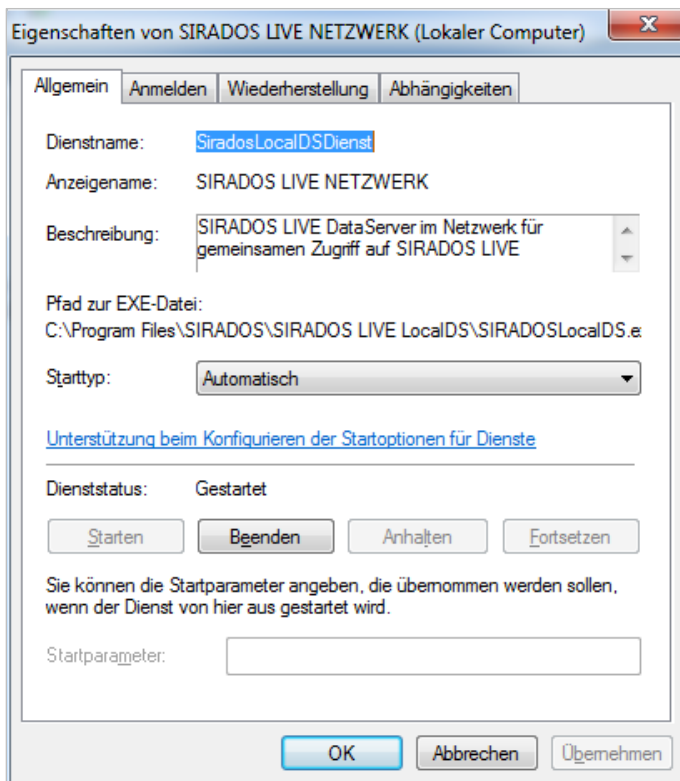 Eigenschaften von SIRADOS LIVE NETZWERK (Lokaler Computer)
Allgemein Anmelden Wiederherstellung Abhängigkeiten
Dienstname: SiradosLocalDSDienst
Anzeigename: SIRADOS LIVE NETZWERK
Beschreibung: SIRADOS LIVE DataServer im Netzwerk für
gemeinsamen Zugriff auf SIRADOS LIVE
Pfad zur EXE-Datei:
C:\Program Files\SIRADOS\SIRADOS LIVE LocalDS\SIRADOSLocalDS.ex
Starttyp: Automatisch
Unterstützung beim Konfigurieren der Startoptionen für Dienste
Dienststatus: Gestartet
Starten Beenden Anhalten Fortsetzen
Sie können die Startparameter angeben, die übernommen werden sollen,
wenn der Dienst von hier aus gestartet wird.
Startparameter:
OK Abbrechen Übernehmen